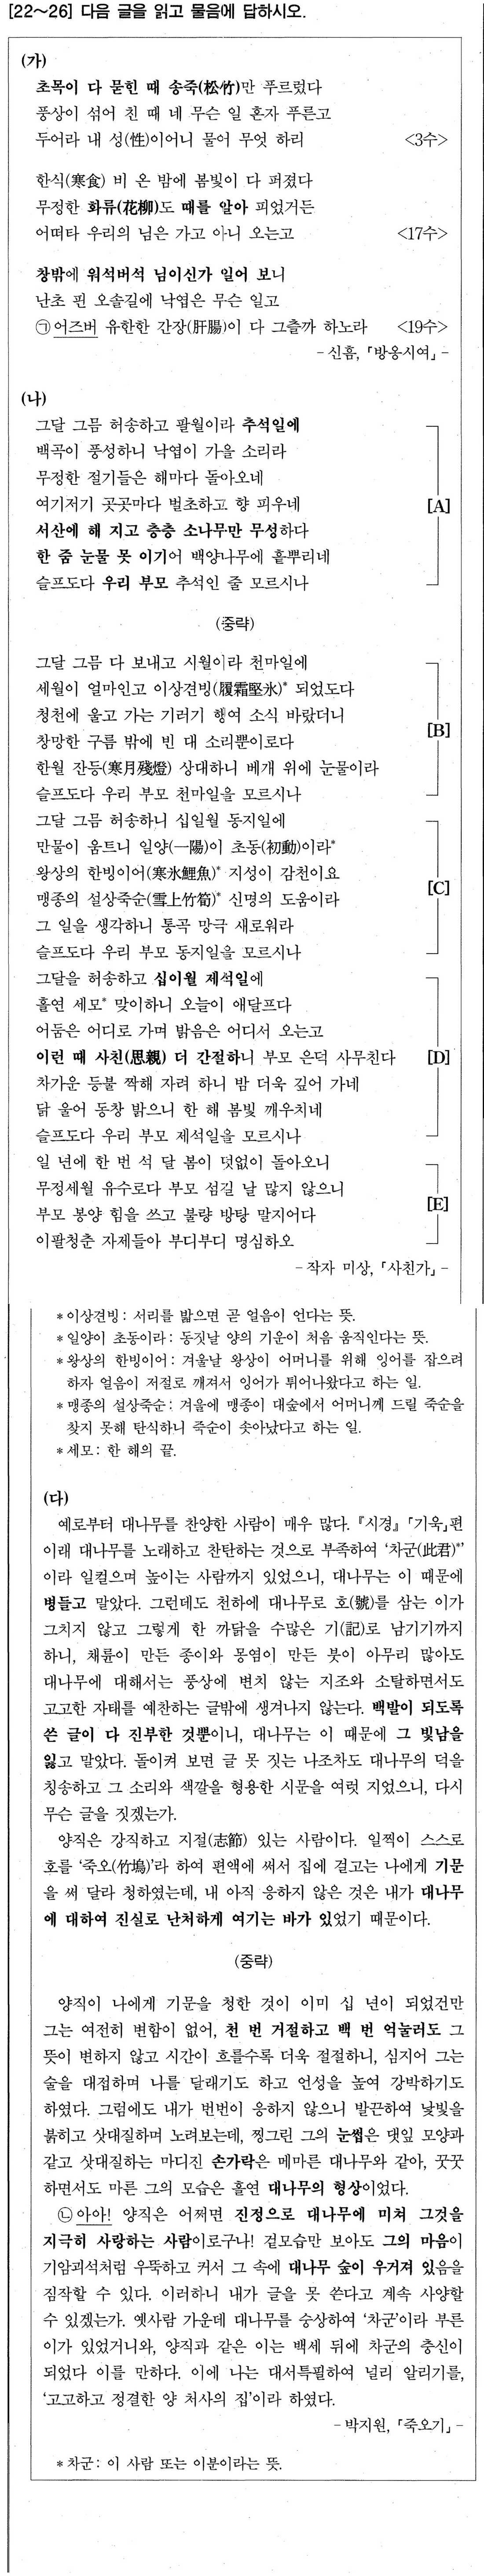 [22~26] 다음 글을 읽고 물음에 답하시오.
(가)
초목이 다 묻힌 때 송죽(松竹)만 푸르렀다
풍상이 섞어 친 때 네 무슨 일 혼자 푸른고
두어라 내 성(性)이어니 물어 무엇 하리 <3수>
한식(寒食) 비 온 밤에 봄빛이 다 퍼졌다
무정한 화류(花柳)도 때를 알아 피었거든
어떠타 우리의 님은 가고 아니 오는고 <17수>
창밖에 워석버석 님이신가 일어 보니
난초 핀 오솔길에 낙엽은 무슨 일고
㉠ 어즈버 유한한 간장(肝腸)이 다 그츨까 하노라 <19수>
- 신흠, 「방옹시여」 -
(나)
그달 그믐 허송하고 팔월이라 추석일에
백곡이 풍성하니 낙엽이 가을 소리라
무정한 절기들은 해마다 돌아오네
여기저기 곳곳마다 벌초하고 향 피우네 [A]
서산에 해 지고 층층 소나무만 무성하다
한 줌 눈물 못 이기어 백양나무에 흩뿌리네
슬프도다 우리 부모 추석인 줄 모르시나
(중략)
그달 그믐 다 보내고 시월이라 천마일에
세월이 얼마인고 이상견빙(履霜堅氷)* 되었도다
청천에 울고 가는 기러기 행여 소식 바랐더니
창망한 구름 밖에 빈 대 소리뿐이로다 [B]
한월 잔등(寒月殘燈) 상대하니 베개 위에 눈물이라
슬프도다 우리 부모 천마일을 모르시나
그달 그믐 허송하니 십일월 동지일에
만물이 움트니 일양(一陽)이 초동(初動)이라*
왕상의 한빙이어(寒氷鯉魚)* 지성이 감천이요 [C]
맹종의 설상죽순(雪上竹筍)* 신명의 도움이라
그 일을 생각하니 통곡 망극 새로워라
슬프도다 우리 부모 동지일을 모르시나
그달을 허송하고 십이월 제석일에
홀연 세모* 맞이하니 오늘이 애달프다
어둠은 어디로 가며 밝음은 어디서 오는고
이런 때 사친(思親) 더 간절하니 부모 은덕 사무친다 [D]
차가운 등불 짝해 자려 하니 밤 더욱 깊어 가네
닭 울어 동창 밝으니 한 해 봄빛 깨우치네
슬프도다 우리 부모 제석일을 모르시나
일 년에 한 번 석 달 봄이 덧없이 돌아오니
무정세월 유수로다 부모 섬길 날 많지 않으니 [E]
부모 봉양 힘을 쓰고 불량 방탕 말지어다
이팔청춘 자제들아 부디부디 명심하오
- 작자 미상, 「사친가」 -
* 이상견빙 : 서리를 밟으면 곧 얼음이 언다는 뜻.
* 일양이 초동이라 : 동짓날 양의 기운이 처음 움직인다는 뜻.
* 왕상의 한빙이어 : 겨울날 왕상이 어머니를 위해 잉어를 잡으려
하자 얼음이 저절로 깨져서 잉어가 튀어나왔다고 하는 일.
* 맹종의 설상죽순 : 겨울에 맹종이 대숲에서 어머니께 드릴 죽순을
찾지 못해 탄식하니 죽순이 솟아났다고 하는 일.
* 세모 : 한 해의 끝.
(다)
예로부터 대나무를 찬양한 사람이 매우 많다. 『시경』 「기욱」편
이래 대나무를 노래하고 찬탄하는 것으로 부족하여 ‘차군(此君)*’
이라 일컬으며 높이는 사람까지 있었으니, 대나무는 이 때문에
병들고 말았다. 그런데도 천하에 대나무로 호(號)를 삼는 이가
그치지 않고 그렇게 한 까닭을 수많은 기(記)로 남기기까지
하니, 채륜이 만든 종이와 몽염이 만든 붓이 아무리 많아도
대나무에 대해서는 풍상에 변치 않는 지조와 소탈하면서도
고고한 자태를 예찬하는 글밖에 생겨나지 않는다. 백발이 되도록
쓴 글이 다 진부한 것뿐이니, 대나무는 이 때문에 그 빛남을
잃고 말았다. 돌이켜 보면 글 못 짓는 나조차도 대나무의 덕을
칭송하고 그 소리와 색깔을 형용한 시문을 여럿 지었으니, 다시
무슨 글을 짓겠는가.
양직은 강직하고 지절(志節) 있는 사람이다. 일찍이 스스로
호를 ‘죽오(竹塢)’라 하여 편액에 써서 집에 걸고는 나에게 기문
을 써 달라 청하였는데, 내 아직 응하지 않은 것은 내가 대나무
에 대하여 진실로 난처하게 여기는 바가 있었기 때문이다.
(중략)
양직이 나에게 기문을 청한 것이 이미 십 년이 되었건만
그는 여전히 변함이 없어, 천 번 거절하고 백 번 억눌러도 그
뜻이 변하지 않고 시간이 흐를수록 더욱 절절하니, 심지어 그는
술을 대접하며 나를 달래기도 하고 언성을 높여 강박하기도
하였다. 그럼에도 내가 번번이 응하지 않으니 발끈하여 낯빛을
붉히고 삿대질하며 노려보는데, 찡그린 그의 눈썹은 댓잎 모양과
같고 삿대질하는 마디진 손가락은 메마른 대나무와 같아, 꿋꿋
하면서도 마른 그의 모습은 홀연 대나무의 형상이었다.
㉡ 아아! 양직은 어쩌면 진정으로 대나무에 미쳐 그것을
지극히 사랑하는 사람이로구나! 겉모습만 보아도 그의 마음이
기암괴석처럼 우뚝하고 커서 그 속에 대나무 숲이 우거져 있음을
짐작할 수 있다. 이러하니 내가 글을 못 쓴다고 계속 사양할
수 있겠는가. 옛사람 가운데 대나무를 숭상하여 ‘차군’이라 부른
이가 있었거니와, 양직과 같은 이는 백세 뒤에 차군의 충신이
되었다 이를 만하다. 이에 나는 대서특필하여 널리 알리기를,
‘고고하고 정결한 양 처사의 집’이라 하였다.
- 박지원, 「죽오기」 -
* 차군 : 이 사람 또는 이분이라는 뜻.